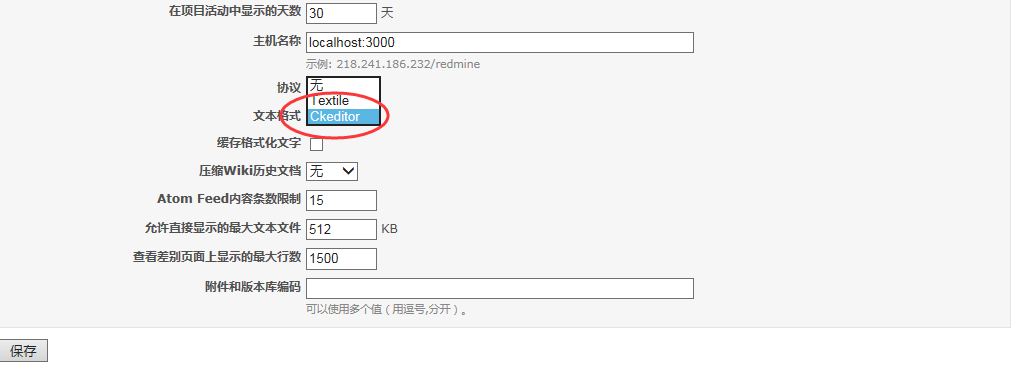 在项目活动中显示的天数 30 天
主机名称 localhost:3000
示例: 218.241.186.232/redmine
协议
无
Textile
文本格式 Ckeditor
缓存格式化文字
压缩Wiki历史文档 无
Atom Feed内容条数限制 15
允许直接显示的最大文本文件 512 KB
查看差别页面上显示的最大行数 1500
附件和版本库编码
可以使用多个值（用逗号,分开）。
保存